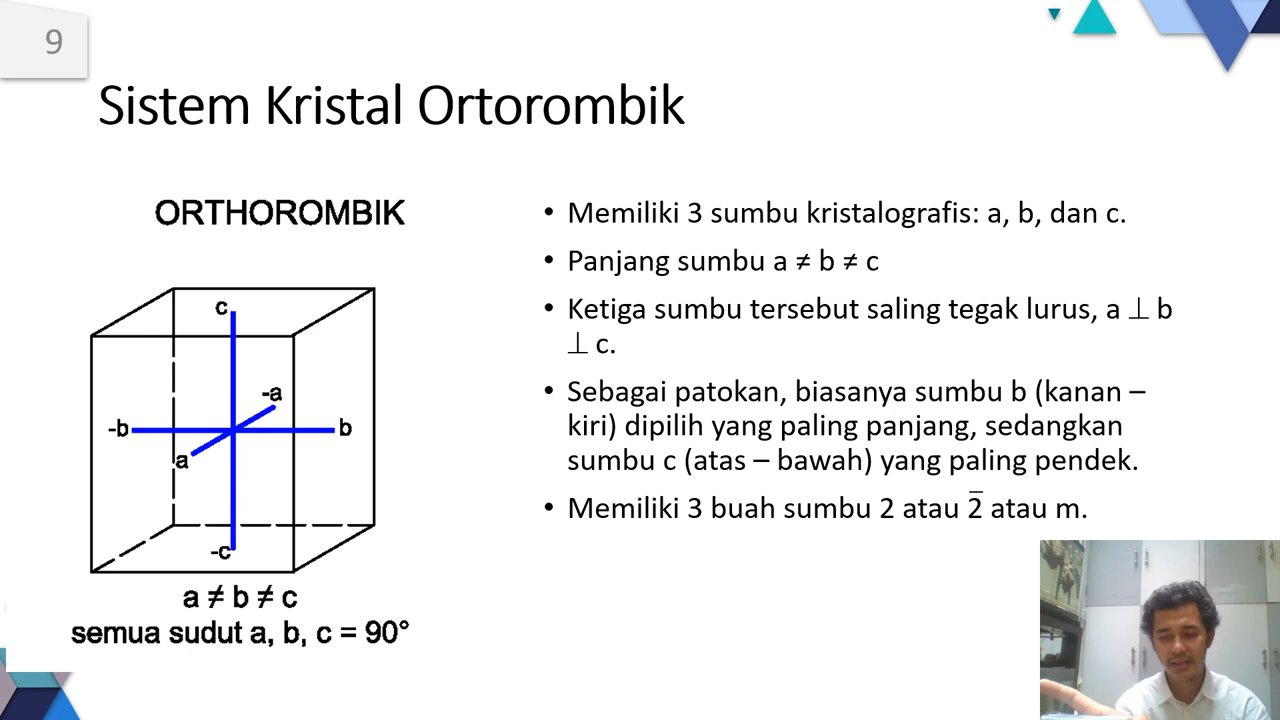 9
Sistem Kristal Ortorombik
ORTHOROMBIK
c
-a
-b
b
a
-c
a ≠ b ≠ c
semua sudut a, b, c = 90°
• Memiliki 3 sumbu kristalografis: a, b, dan c.
• Panjang sumbu a ≠ b ≠ c
• Ketiga sumbu tersebut saling tegak lurus, a ⊥ b
⊥ c.
• Sebagai patokan, biasanya sumbu b (kanan –
kiri) dipilih yang paling panjang, sedangkan
sumbu c (atas – bawah) yang paling pendek.
• Memiliki 3 buah sumbu 2 atau 2̅ atau m.